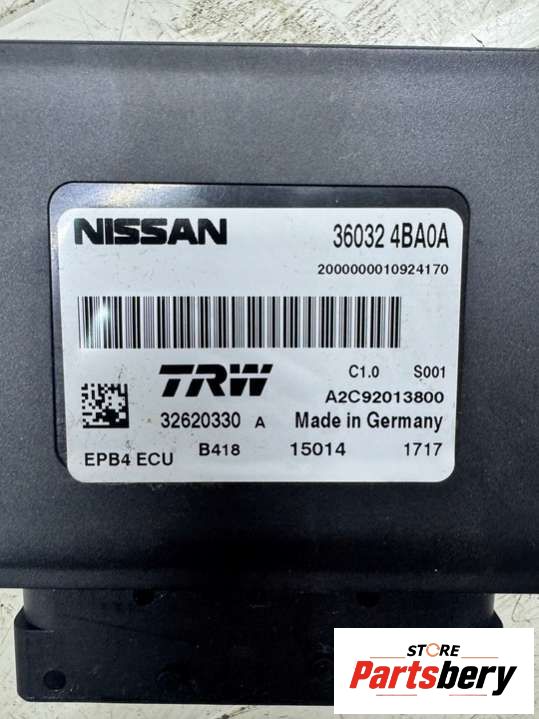 NISSAN 36032 4BA0A
2000000010924170
TRW C1.0 S001
A2C92013800
32620330 A Made in Germany
EPB4 ECU B418 15014 1717
STORE
Partsbery